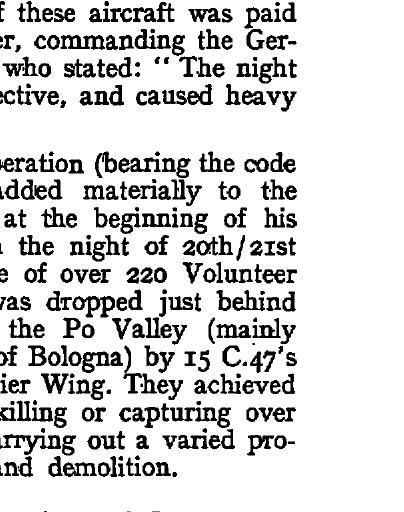 f these aircraft was paid
er, commanding the Ger-
who stated: " The night
ective, and caused heavy
eration (bearing the code
added materially to the
at the beginning of his
the night of 20th/21st
e of over 220 Volunteer
was dropped just behind
the Po Valley (mainly
of Bologna) by 15 C.47's
ier Wing. They achieved
killing or capturing over
arrying out a varied pro-
and demolition.